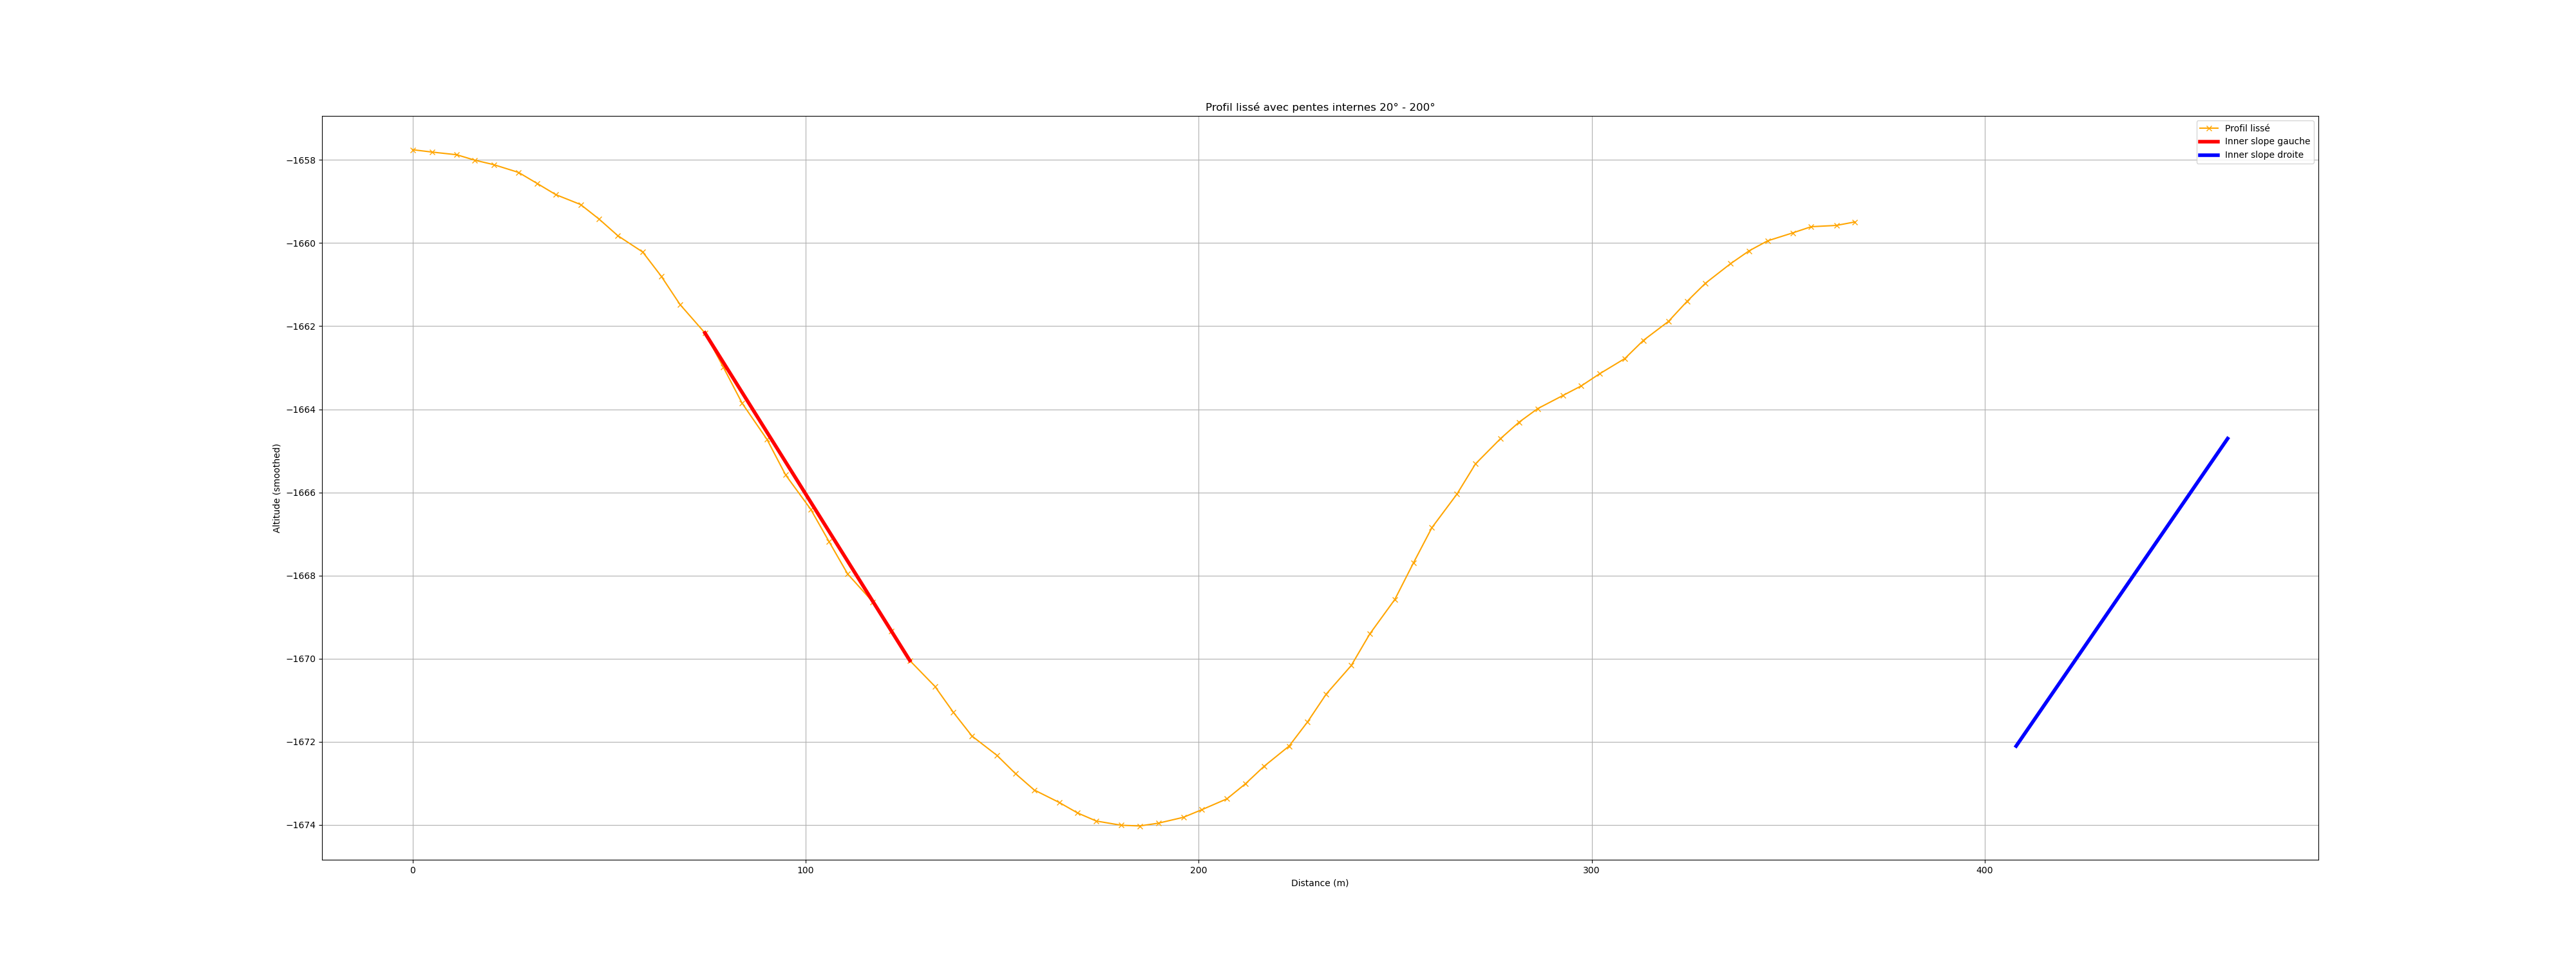 Profil lissé avec pentes internes 20° - 200°
Profil lissé
Inner slope gauche
Inner slope droite
−1658
−1660
−1662
−1664
−1666
−1668
−1670
−1672
−1674
Altitude (smoothed)
0 100 200 300 400
Distance (m)